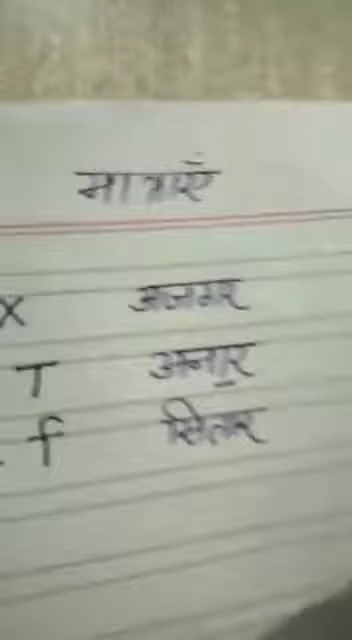 मात्राएँ
x अजगर
ा अनार
ि सितार